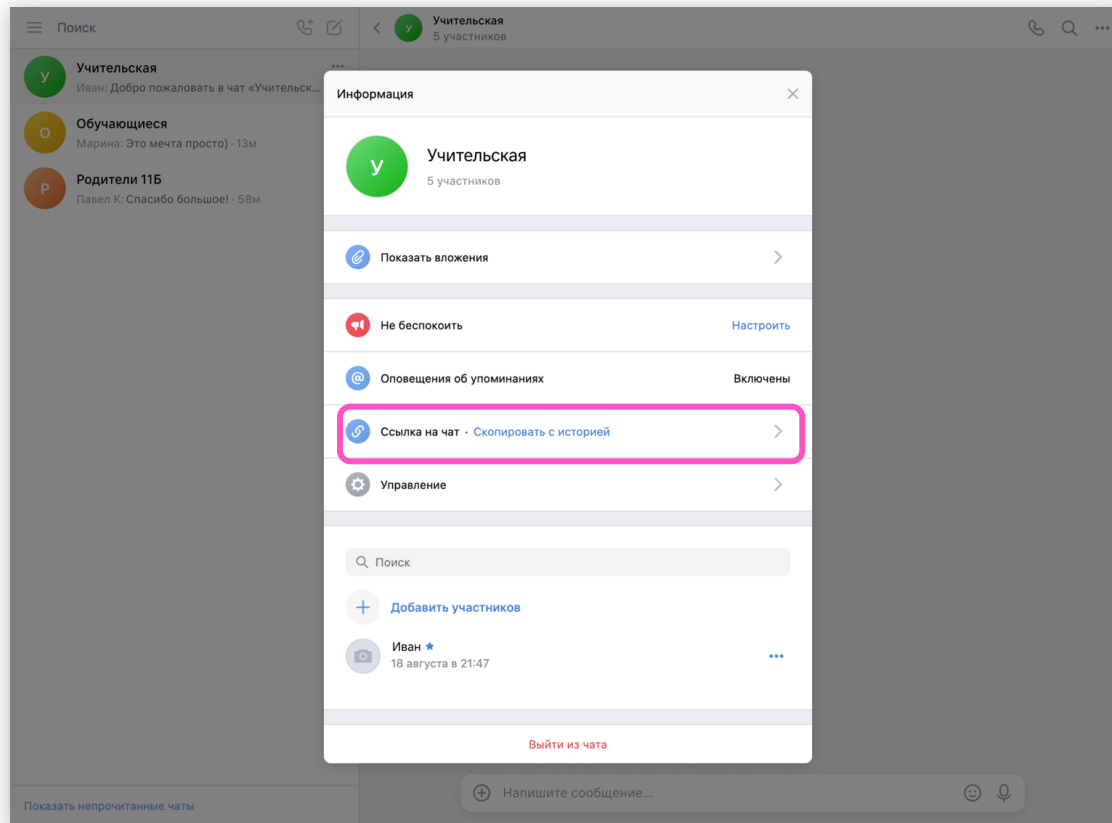 Поиск
Учительская
5 участников
У
У
Учительская
Иван: Добро пожаловать в чат «Учительск...
О
Обучающиеся
Марина: Это мечта просто) · 13м
Р
Родители 11Б
Павел К: Спасибо большое! · 58м
Информация
У
Учительская
5 участников
Показать вложения
Не беспокоить
Настроить
Оповещения об упоминаниях
Включены
Ссылка на чат · Скопировать с историей
Управление
Поиск
Добавить участников
Иван
18 августа в 21:47
Выйти из чата
Показать непрочитанные чаты
Напишите сообщение...